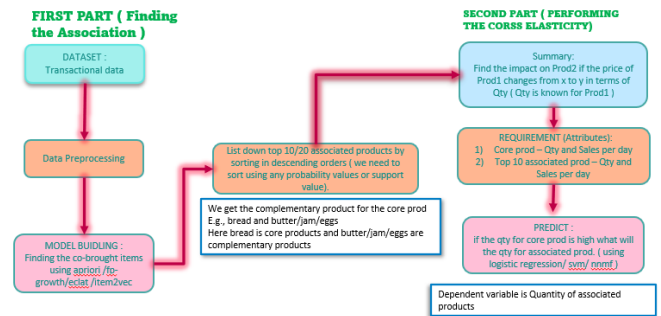 FIRST PART ( Finding
the Association )
DATASET :
Transactional data
Data Preprocessing
MODEL BUIDLING :
Finding the co-brought items
using apriori /fp-
growth/eclat /item2vec
List down top 10/20 associated products by
sorting in descending orders ( we need to
sort using any probability values or support
value).
We get the complementary product for the core prod
E.g., bread and butter/jam/eggs
Here bread is core products and butter/jam/eggs are
complementary products
SECOND PART ( PERFORMING
THE CORSS ELASTICITY)
Summary:
Find the impact on Prod2 if the price of
Prod1 changes from x to y in terms of
Qty ( Qty is known for Prod1 )
REQUIREMENT (Attributes):
1) Core prod – Qty and Sales per day
2) Top 10 associated prod – Qty and
Sales per day
PREDICT :
if the qty for core prod is high what will
the qty for associated prod. ( using
logistic regression/ svm/ nnmf )
Dependent variable is Quantity of associated
products